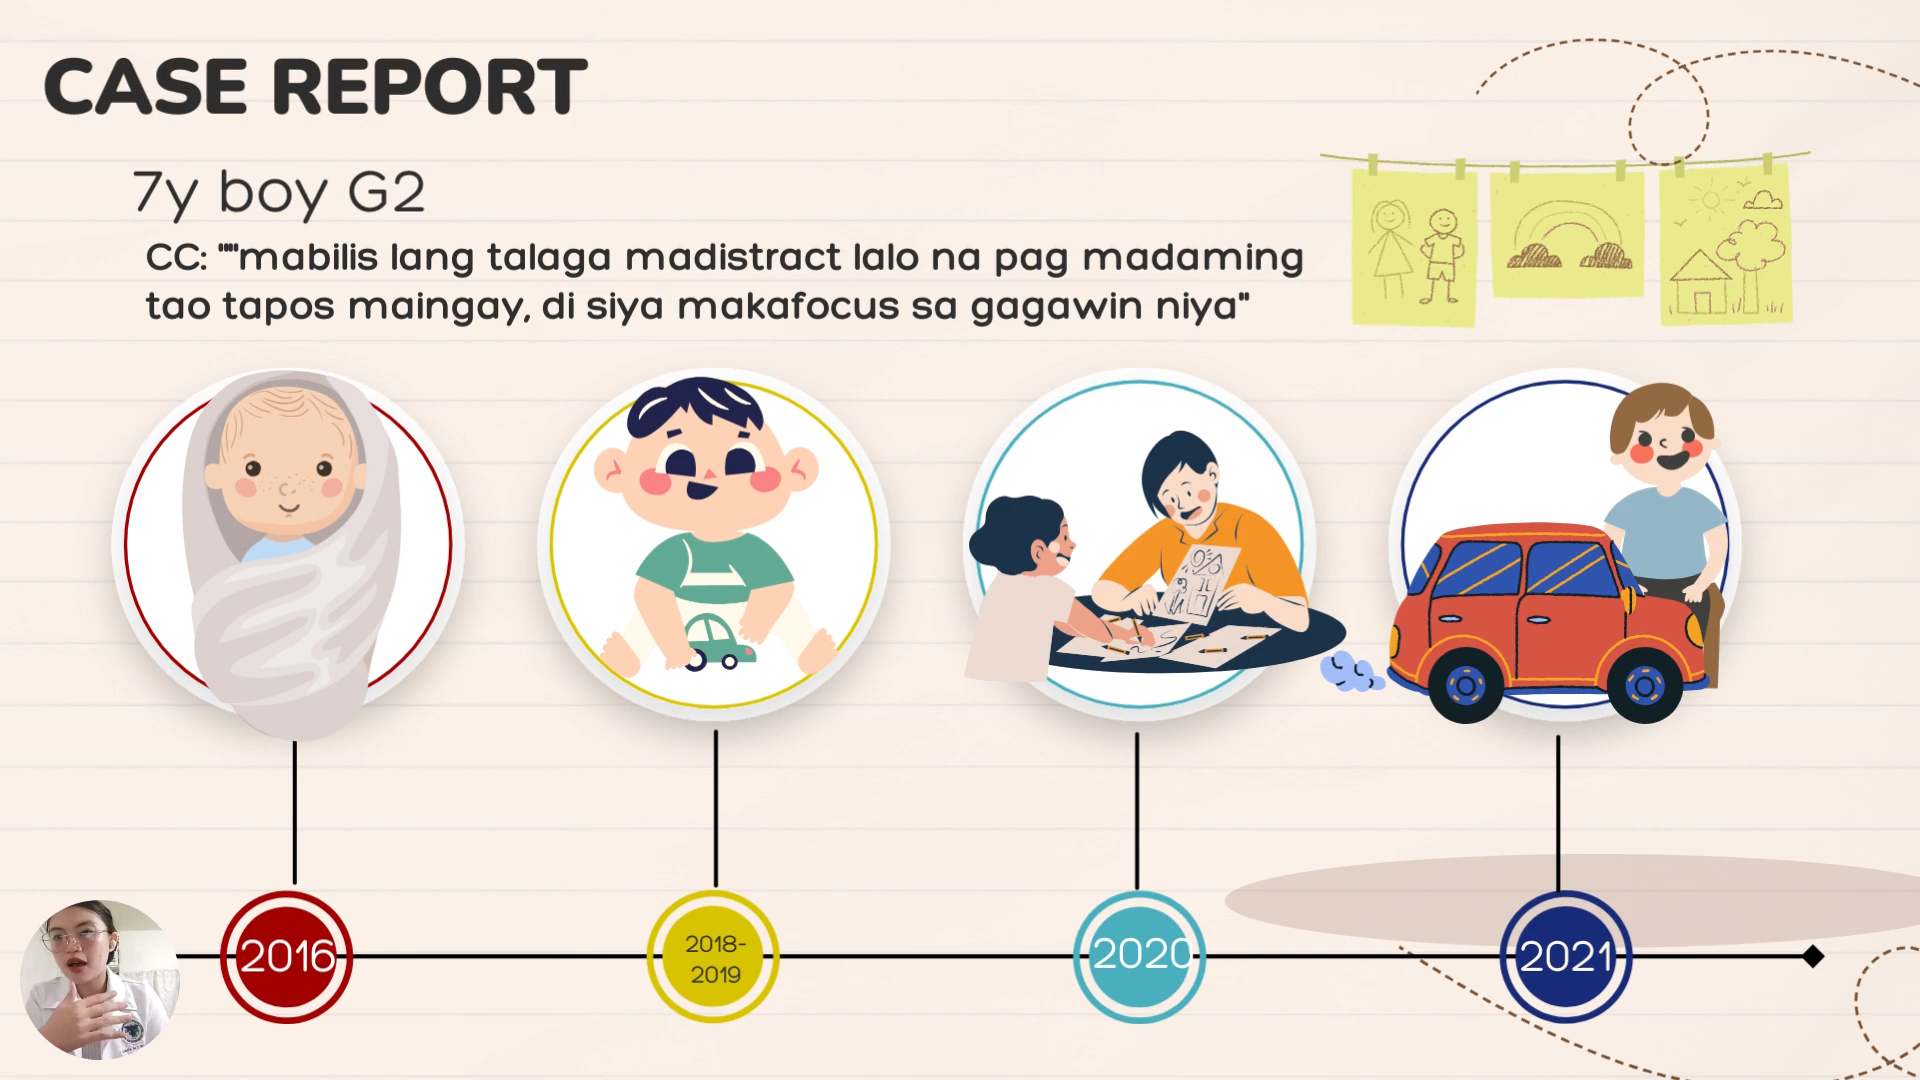 CASE REPORT
7y boy G2
CC: ""mabilis lang talaga madistract lalo na pag madaming
tao tapos maingay, di siya makafocus sa gagawin niya"
2016
2018-
2019
2020
2021